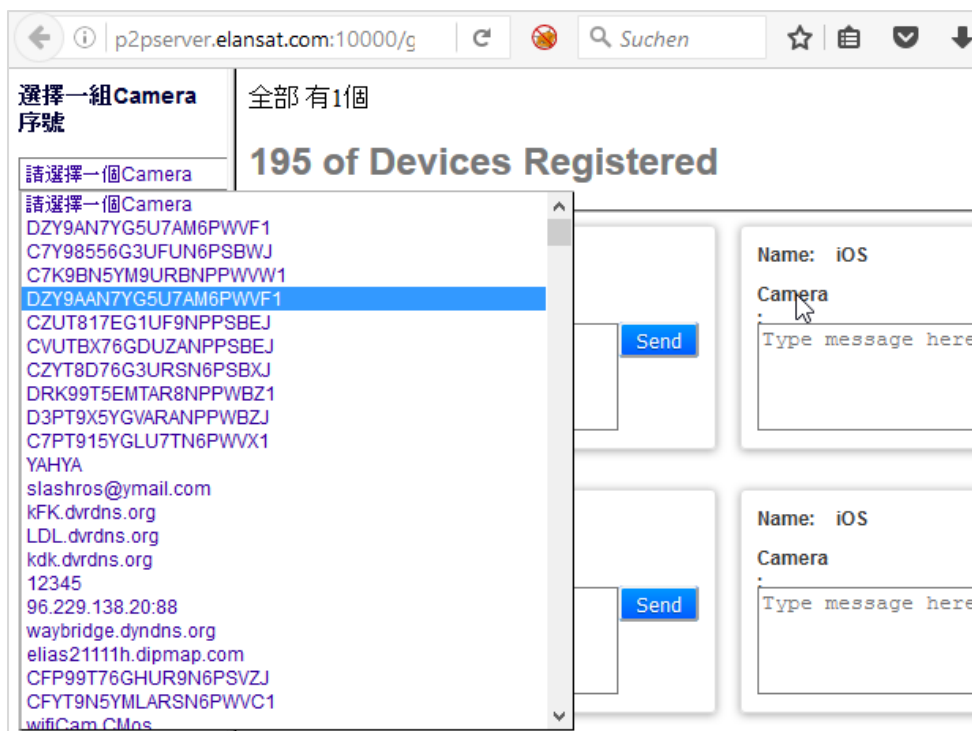 p2pserver.elansat.com:10000/g
Suchen
選擇一組Camera
序號
請選擇一個Camera
請選擇一個Camera
DZY9AN7YG5U7AM6PWVF1
C7Y98556G3UFUN6PSBWJ
C7K9BN5YM9URBNPPWVW1
DZY9AAN7YG5U7AM6PWVF1
CZUT817EG1UF9NPPSBEJ
CVUTBX76GDUZANPPSBEJ
CZYT8D76G3URSN6PSBXJ
DRK99T5EMTAR8NPPWBZ1
D3PT9X5YGVARANPPWBZJ
C7PT915YGLU7TN6PWVX1
YAHYA
slashros@ymail.com
kFK.dvrdns.org
LDL.dvrdns.org
kdk.dvrdns.org
12345
96.229.138.20:88
waybridge.dyndns.org
elias21111h.dipmap.com
CFP99T76GHUR9N6PSVZJ
CFYT9N5YMLARSN6PWVC1
wifiCam.CMos
全部 有1個
195 of Devices Registered
Send
Name: iOS
Camera
:
Type message here
Send
Name: iOS
Camera
:
Type message here